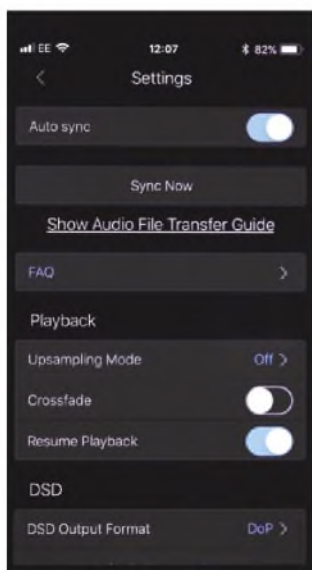 EE 12:07 82%
Settings
Auto sync
Sync Now
Show Audio File Transfer Guide
FAQ
Playback
Upsampling Mode Off
Crossfade
Resume Playback
DSD
DSD Output Format DoP